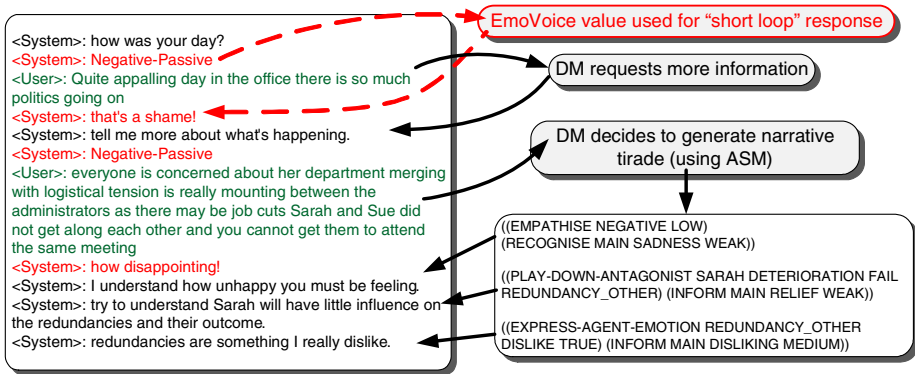 EmoVoice value used for “short loop” response
<System>: how was your day?
<System>: Negative-Passive
<User>: Quite appalling day in the office there is so much
politics going on
<System>: that's a shame!
<System>: tell me more about what's happening.
<System>: Negative-Passive
<User>: everyone is concerned about her department merging
with logistical tension is really mounting between the
administrators as there may be job cuts Sarah and Sue did
not get along each other and you cannot get them to attend
the same meeting
<System>: how disappointing!
<System>: I understand how unhappy you must be feeling.
<System>: try to understand Sarah will have little influence on
the redundancies and their outcome.
<System>: redundancies are something I really dislike.
DM requests more information
DM decides to generate narrative
tirade (using ASM)
((EMPATHISE NEGATIVE LOW)
(RECOGNISE MAIN SADNESS WEAK))
((PLAY-DOWN-ANTAGONIST SARAH DETERIORATION FAIL
REDUNDANCY_OTHER) (INFORM MAIN RELIEF WEAK))
((EXPRESS-AGENT-EMOTION REDUNDANCY_OTHER
DISLIKE TRUE) (INFORM MAIN DISLIKING MEDIUM))